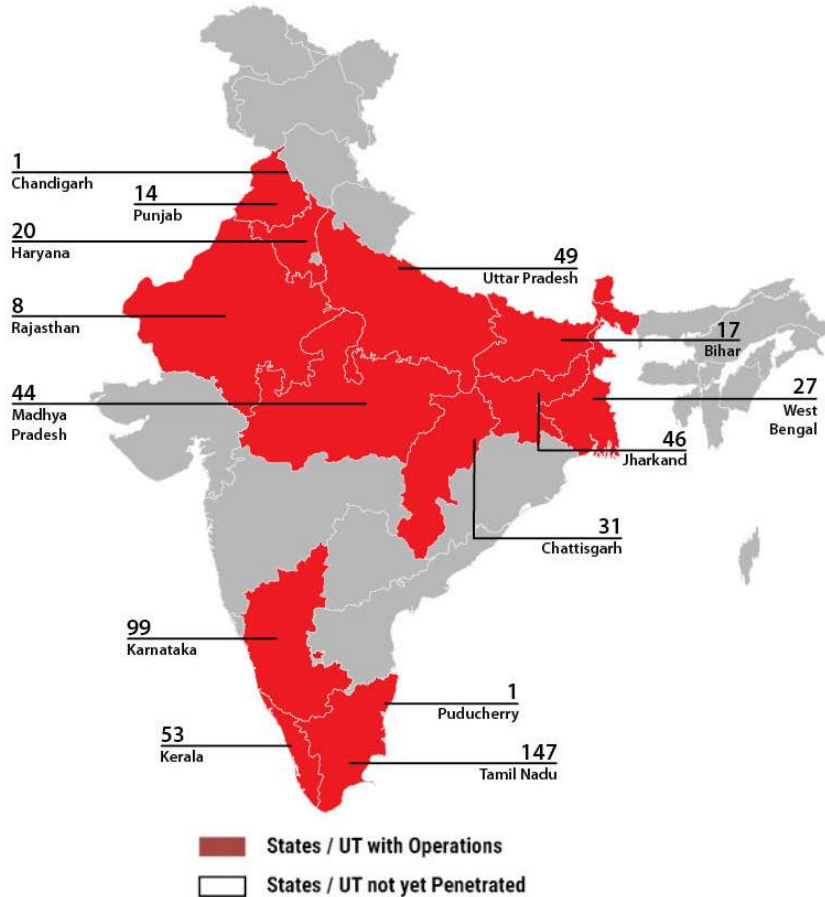 1
Chandigarh
14
Punjab
20
Haryana
49
Uttar Pradesh
8
Rajasthan
17
Bihar
44
Madhya
Pradesh
27
West
Bengal
46
Jharkand
31
Chattisgarh
99
Karnataka
1
Puducherry
53
Kerala
147
Tamil Nadu
States / UT with Operations
States / UT not yet Penetrated